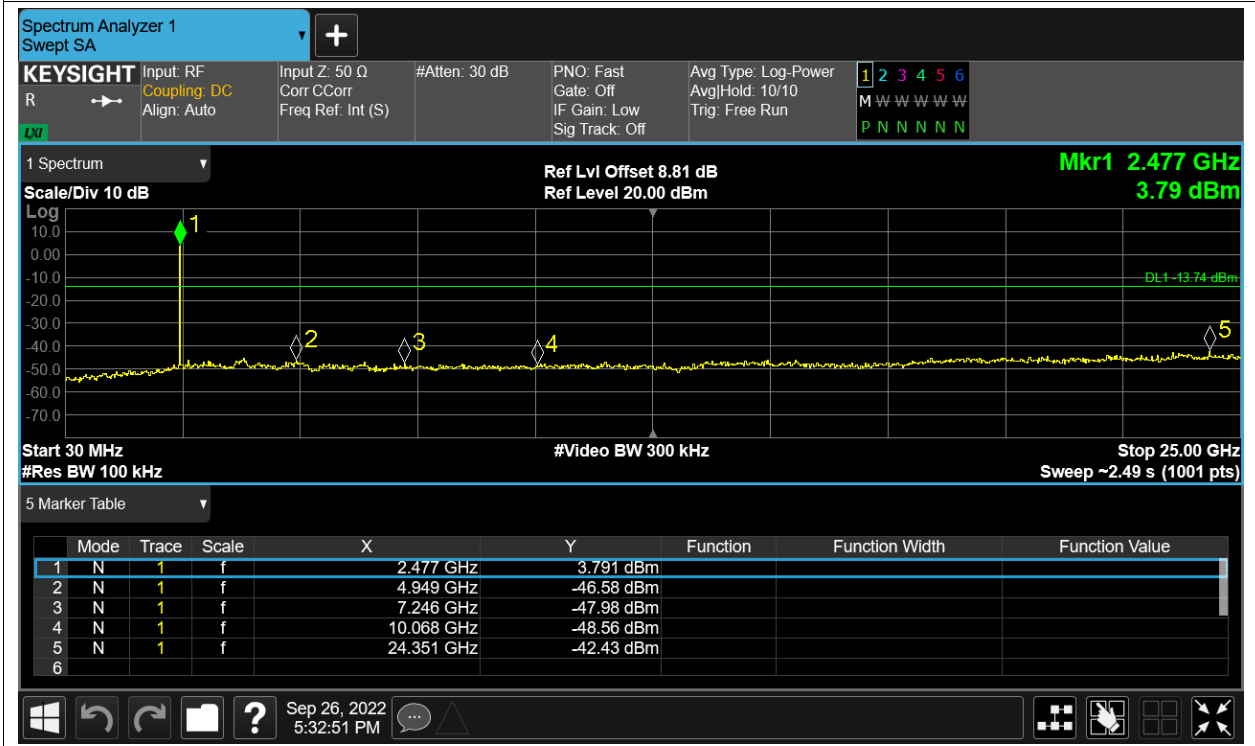 Spectrum Analyzer 1
Swept SA
+
KEYSIGHT Input: RF Input Z: 50 Ω #Atten: 30 dB PNO: Fast Avg Type: Log-Power 1 2 3 4 5 6
R Coupling: DC Corr CCorr Gate: Off Avg|Hold: 10/10 M W W W W W
Align: Auto Freq Ref: Int (S) IF Gain: Low Trig: Free Run
LXI Sig Track: Off P N N N N N
1 Spectrum Ref Lvl Offset 8.81 dB Mkr1 2.477 GHz
Scale/Div 10 dB Ref Level 20.00 dBm 3.79 dBm
Log
1
10.0
0.00
-10.0 DL1 -13.74 dBm
-20.0
-30.0
2 3 4 5
-40.0
-50.0
-60.0
-70.0
Start 30 MHz #Video BW 300 kHz Stop 25.00 GHz
#Res BW 100 kHz Sweep ~2.49 s (1001 pts)
5 Marker Table
Mode Trace Scale X Y Function Function Width Function Value
1 N 1 f 2.477 GHz 3.791 dBm
2 N 1 f 4.949 GHz -46.58 dBm
3 N 1 f 7.246 GHz -47.98 dBm
4 N 1 f 10.068 GHz -48.56 dBm
5 N 1 f 24.351 GHz -42.43 dBm
6
? Sep 26, 2022
5:32:51 PM